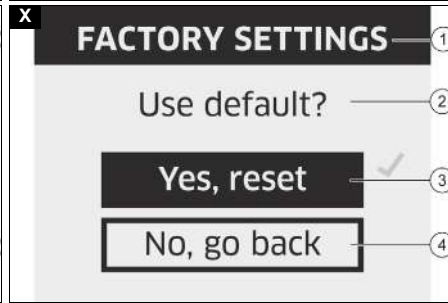 X
FACTORY SETTINGS 1
Use default? 2
Yes, reset 3
No, go back 4